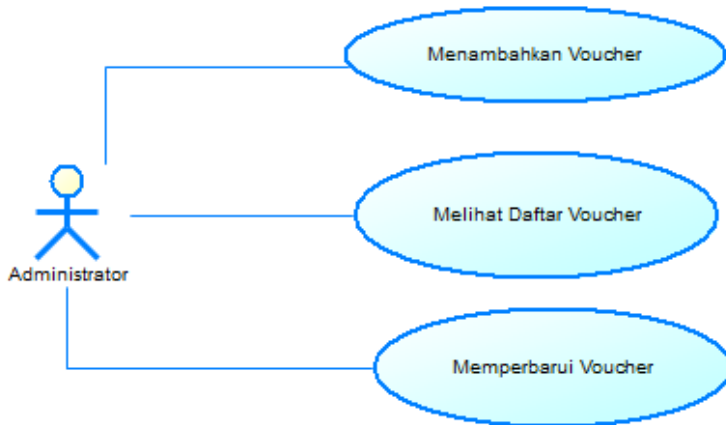 Menambahkan Voucher
Melihat Daftar Voucher
Administrator
Memperbarui Voucher